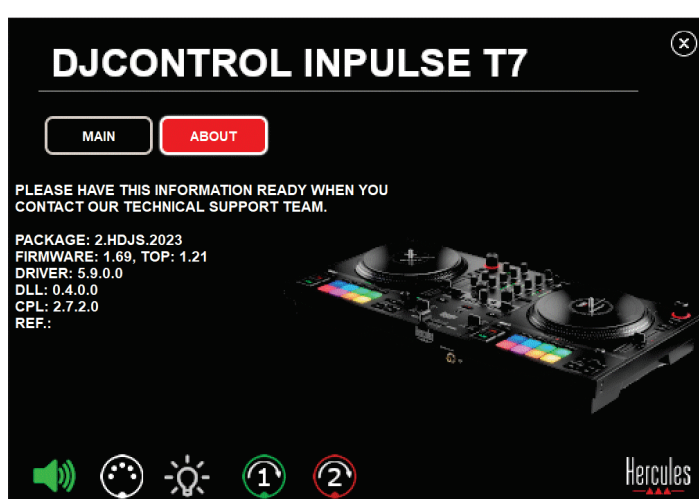 DJCONTROL INPULSE T7
MAIN
ABOUT
PLEASE HAVE THIS INFORMATION READY WHEN YOU
CONTACT OUR TECHNICAL SUPPORT TEAM.
PACKAGE: 2.HDJS.2023
FIRMWARE: 1.69, TOP: 1.21
DRIVER: 5.9.0.0
DLL: 0.4.0.0
CPL: 2.7.2.0
REF.:
1
2
Hercules